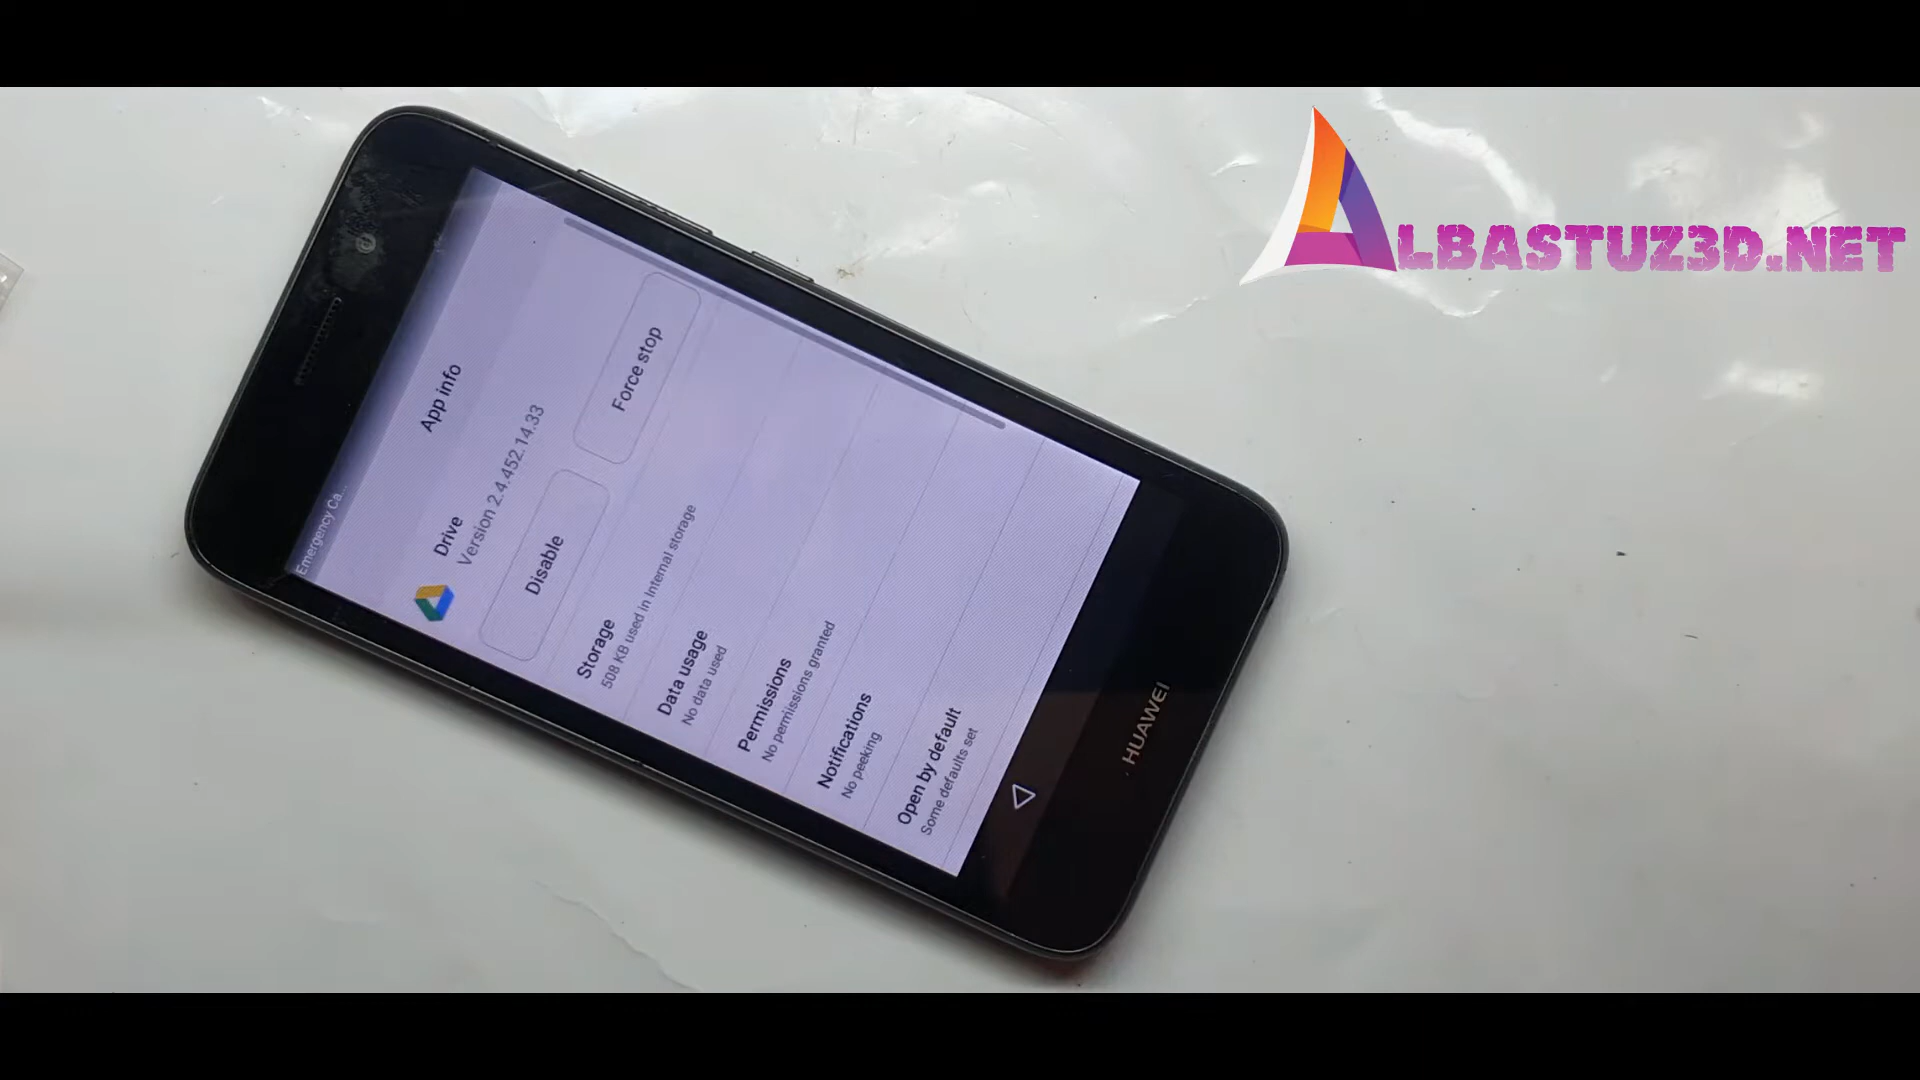 ALBASTUZ3D.NET
Emergency Ca...
App info
Drive
Version 2.4.452.14.33
Disable
Force stop
Storage
508 KB used in Internal storage
Data usage
No data used
Permissions
No permissions granted
Notifications
No peeking
Open by default
Some defaults set
HUAWEI